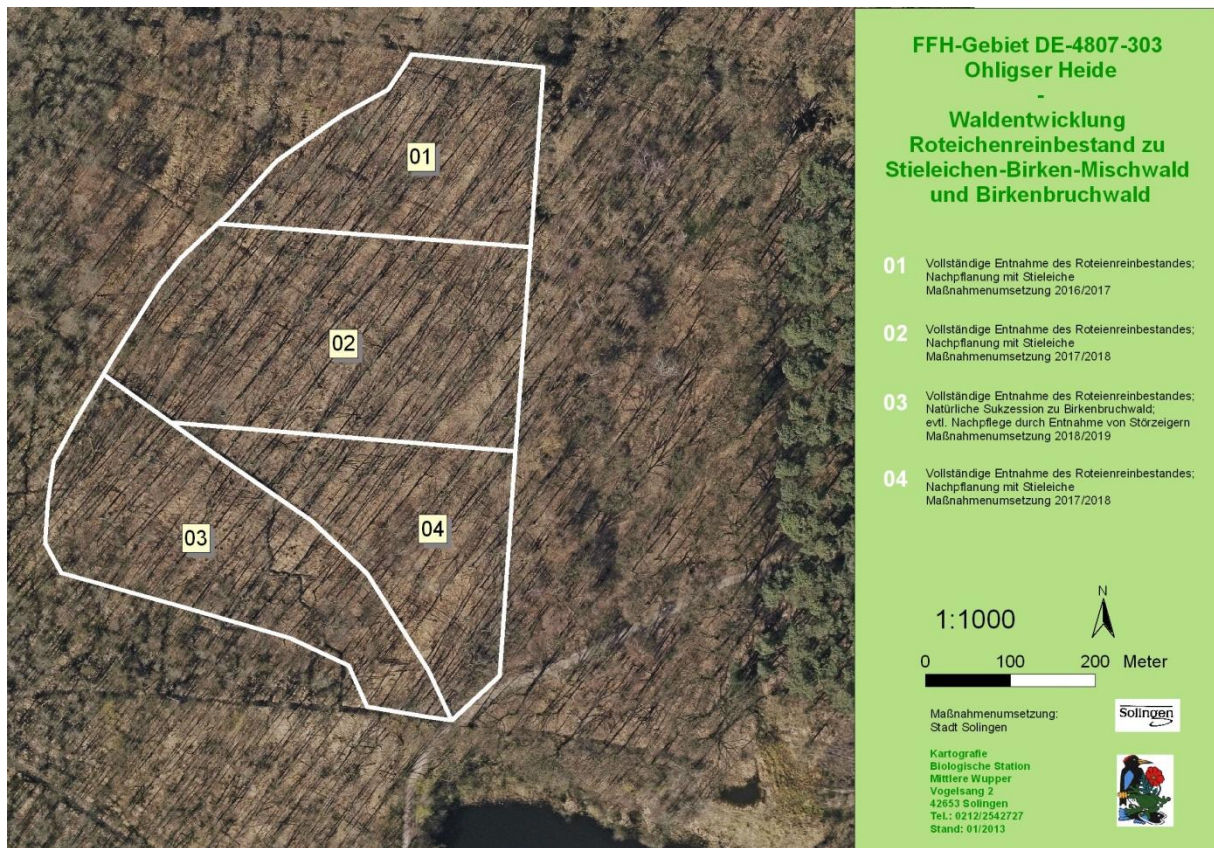 FFH-Gebiet DE-4807-303
Ohligser Heide
-
Waldentwicklung
Roteichenreinbestand zu
Stieleichen-Birken-Mischwald
und Birkenbruchwald
01 Vollständige Entnahme des Roteienreinbestandes;
Nachpflanung mit Stieleiche
Maßnahmenumsetzung 2016/2017
02 Vollständige Entnahme des Roteienreinbestandes;
Nachpflanung mit Stieleiche
Maßnahmenumsetzung 2017/2018
03 Vollständige Entnahme des Roteienreinbestandes;
Natürliche Sukzession zu Birkenbruchwald;
evtl. Nachpflege durch Entnahme von Störzeigern
Maßnahmenumsetzung 2018/2019
04 Vollständige Entnahme des Roteienreinbestandes;
Nachpflanung mit Stieleiche
Maßnahmenumsetzung 2017/2018
1:1000
N
0 100 200 Meter
Maßnahmenumsetzung:
Stadt Solingen
Solingen
Kartografie
Biologische Station
Mittlere Wupper
Vogelsang 2
42653 Solingen
Tel.: 0212/2542727
Stand: 01/2013
01
02
03
04